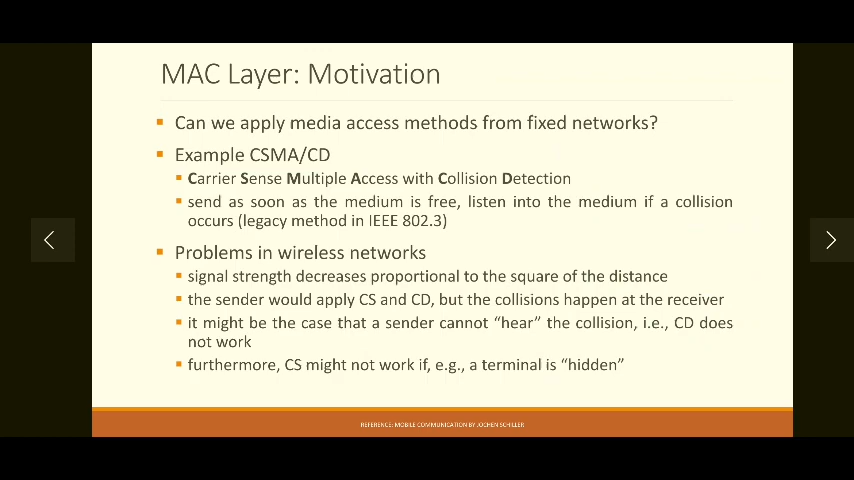 MAC Layer: Motivation
Can we apply media access methods from fixed networks?
Example CSMA/CD
Carrier Sense Multiple Access with Collision Detection
send as soon as the medium is free, listen into the medium if a collision
occurs (legacy method in IEEE 802.3)
Problems in wireless networks
signal strength decreases proportional to the square of the distance
the sender would apply CS and CD, but the collisions happen at the receiver
it might be the case that a sender cannot “hear” the collision, i.e., CD does
not work
furthermore, CS might not work if, e.g., a terminal is “hidden”
REFERENCE: MOBILE COMMUNICATION BY JOCHEN SCHILLER